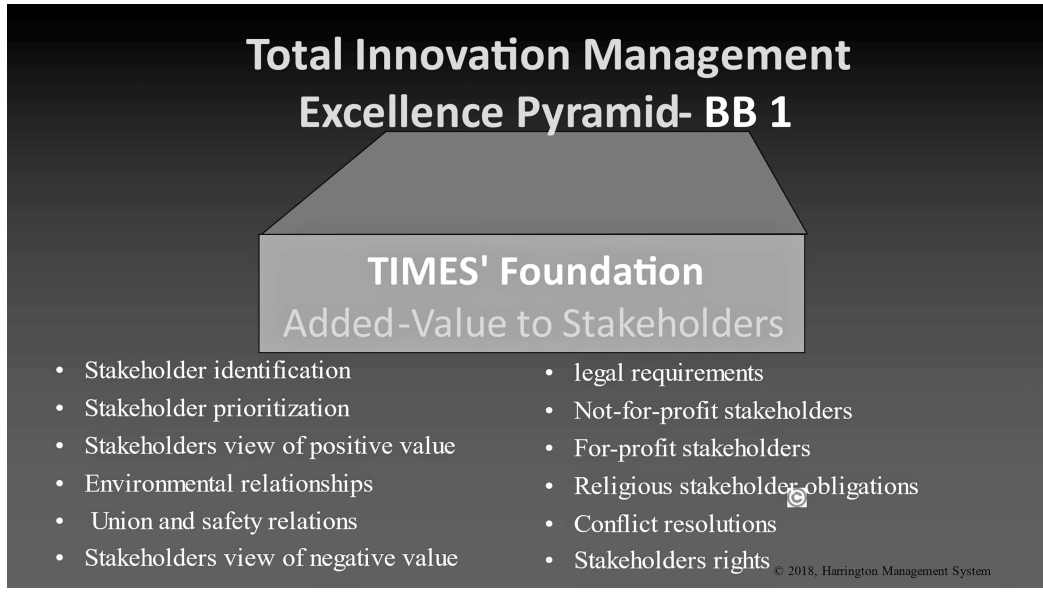 Total Innovation Management
Excellence Pyramid- BB 1
TIMES' Foundation
Added-Value to Stakeholders
• Stakeholder identification
• Stakeholder prioritization
• Stakeholders view of positive value
• Environmental relationships
• Union and safety relations
• Stakeholders view of negative value
• legal requirements
• Not-for-profit stakeholders
• For-profit stakeholders
• Religious stakeholder obligations
©
• Conflict resolutions
• Stakeholders rights
© 2018, Harrington Management System